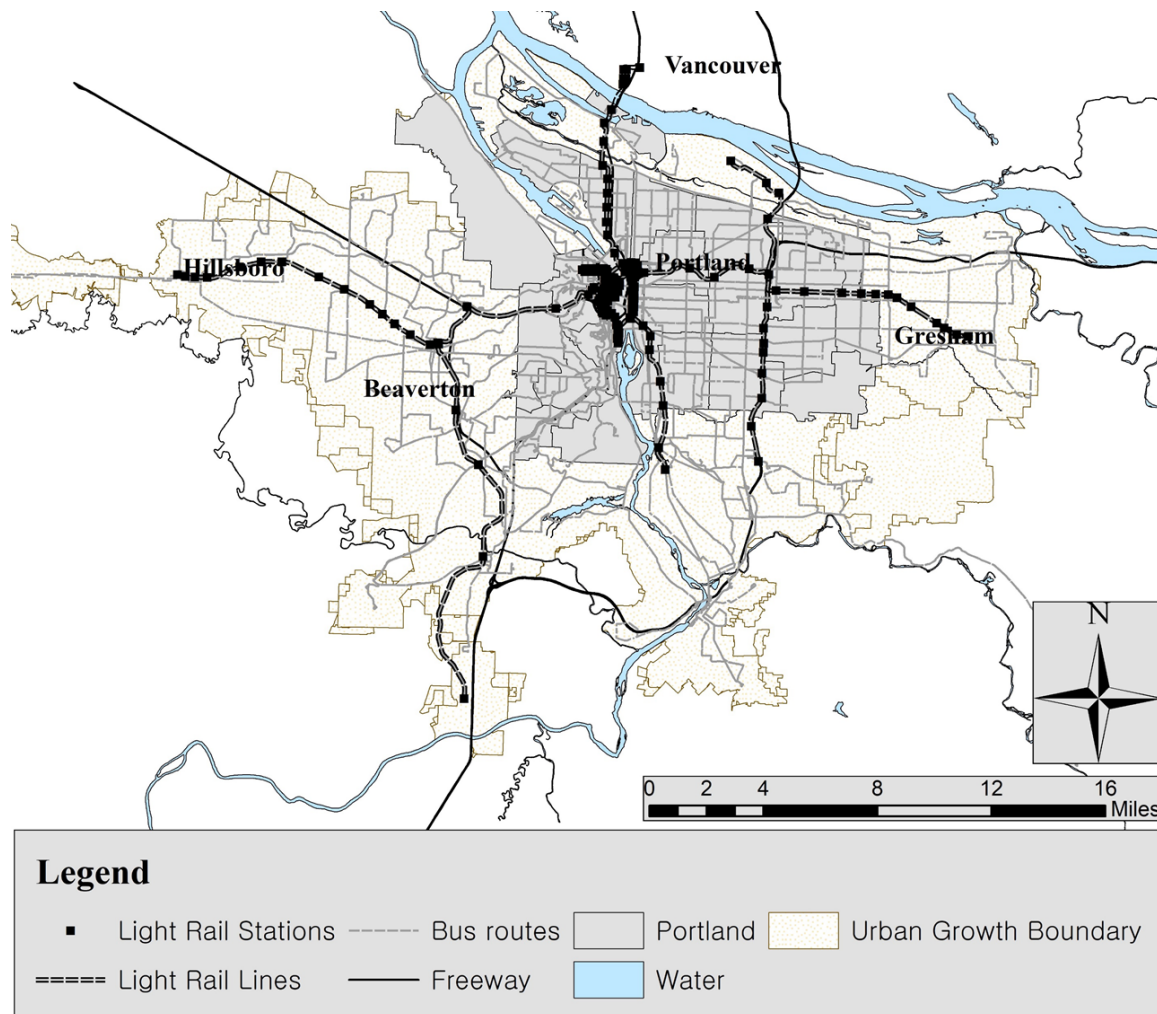 Vancouver
Hillsboro
Portland
Gresham
Beaverton
N
0 2 4 8 12 16
Miles
Legend
Light Rail Stations Bus routes Portland Urban Growth Boundary
Light Rail Lines Freeway Water